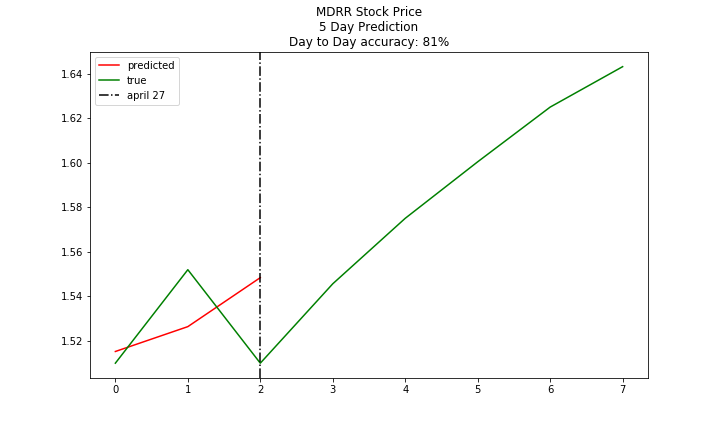 MDRR Stock Price
5 Day Prediction
Day to Day accuracy: 81%
predicted
true
april 27
1.64
1.62
1.60
1.58
1.56
1.54
1.52
0 1 2 3 4 5 6 7